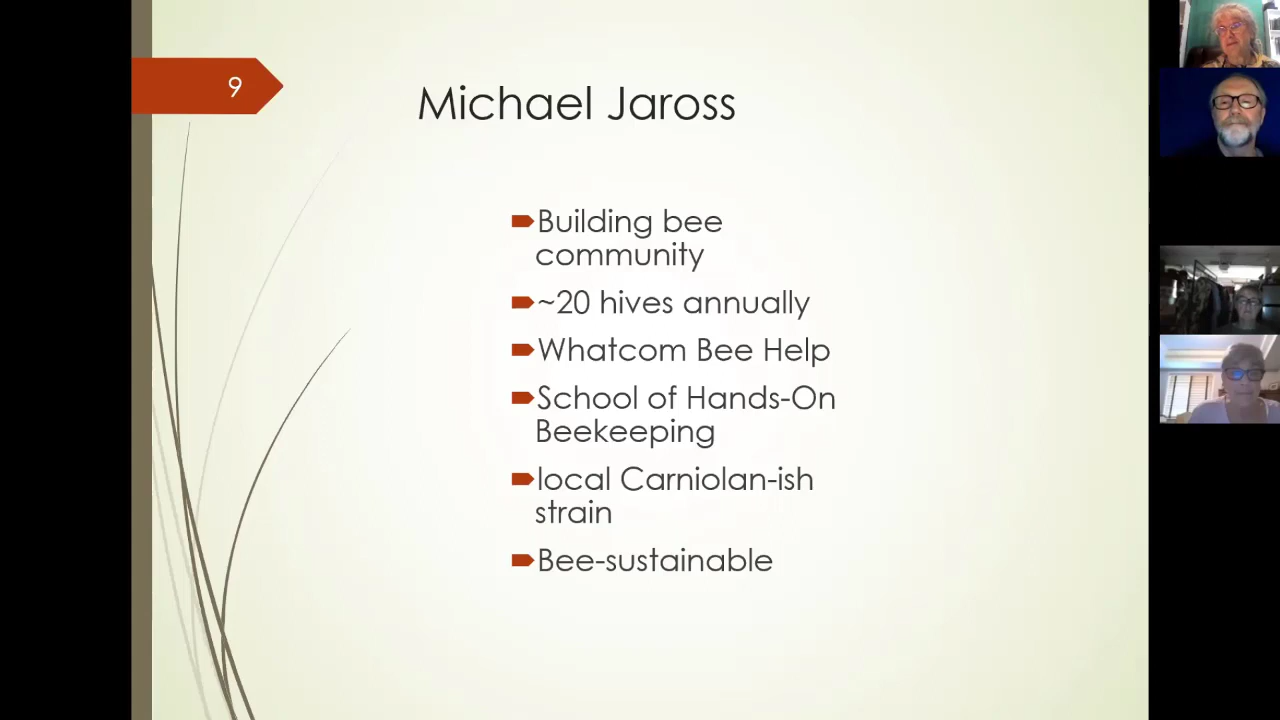 9
Michael Jaross
Building bee
community
~20 hives annually
Whatcom Bee Help
School of Hands-On
Beekeeping
local Carniolan-ish
strain
Bee-sustainable